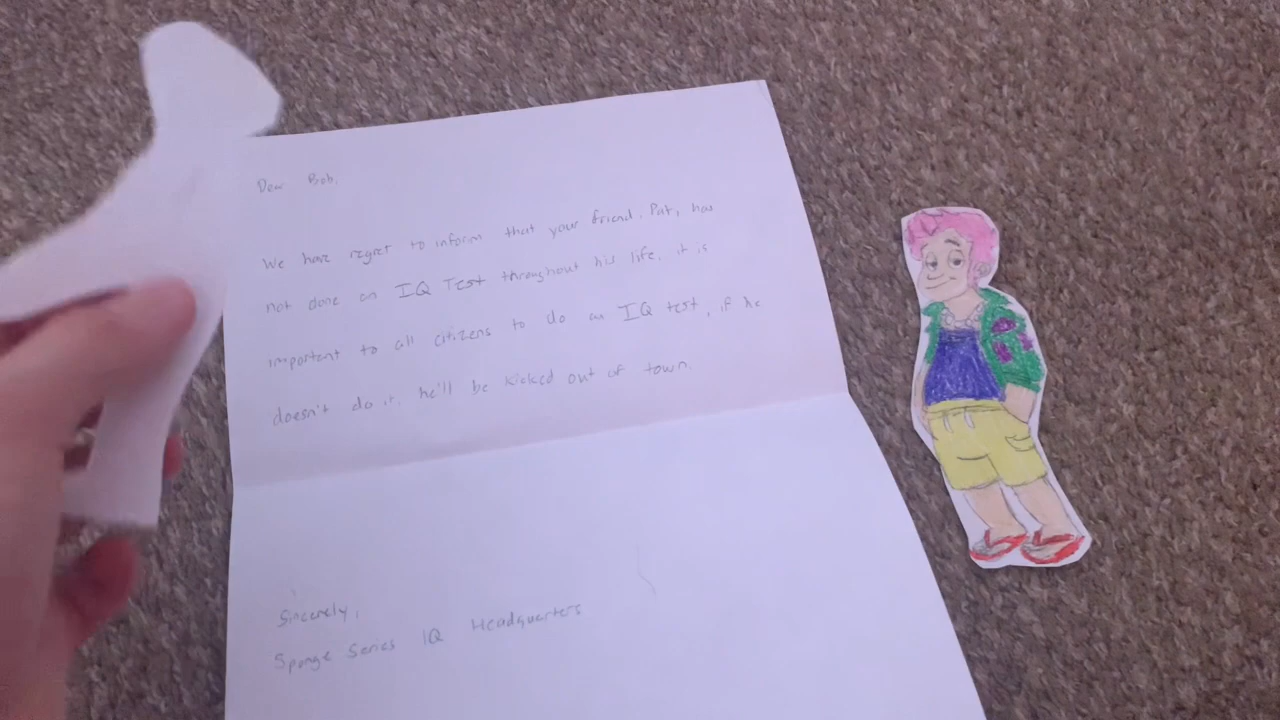 Dear Bob,
We have regret to inform that your friend, Pat, has
not done an IQ Test throughout his life, it is
important to all citizens to do an IQ test, if he
doesn't do it, he'll be kicked out of town.
Sincerely,
Sponge Series IQ Headquarters